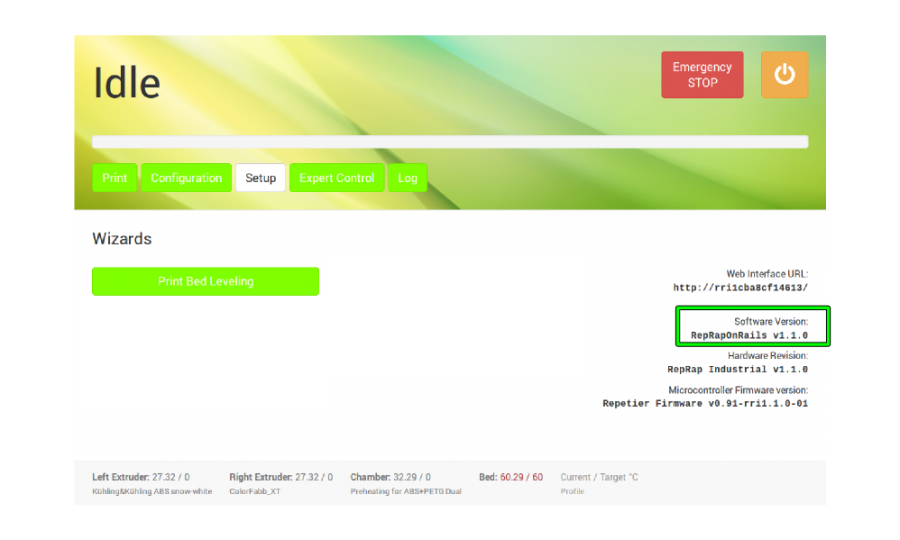 Idle
Emergency
STOP
Print
Configuration
Setup
Expert Control
Log
Wizards
Print Bed Leveling
Web Interface URL:
http://rri1cba8cf14613/
Software Version:
RepRapOnRails v1.1.0
Hardware Revision:
RepRap Industrial v1.1.0
Microcontroller Firmware version:
Repetier Firmware v0.91-rri1.1.0-01
Left Extruder: 27.32 / 0
Kühling&Kühling ABS snow-white
Right Extruder: 27.32 / 0
ColorFabb_XT
Chamber: 32.29 / 0
Preheating for ABS+PETG Dual
Bed: 60.29 / 60
Current / Target °C
Profile